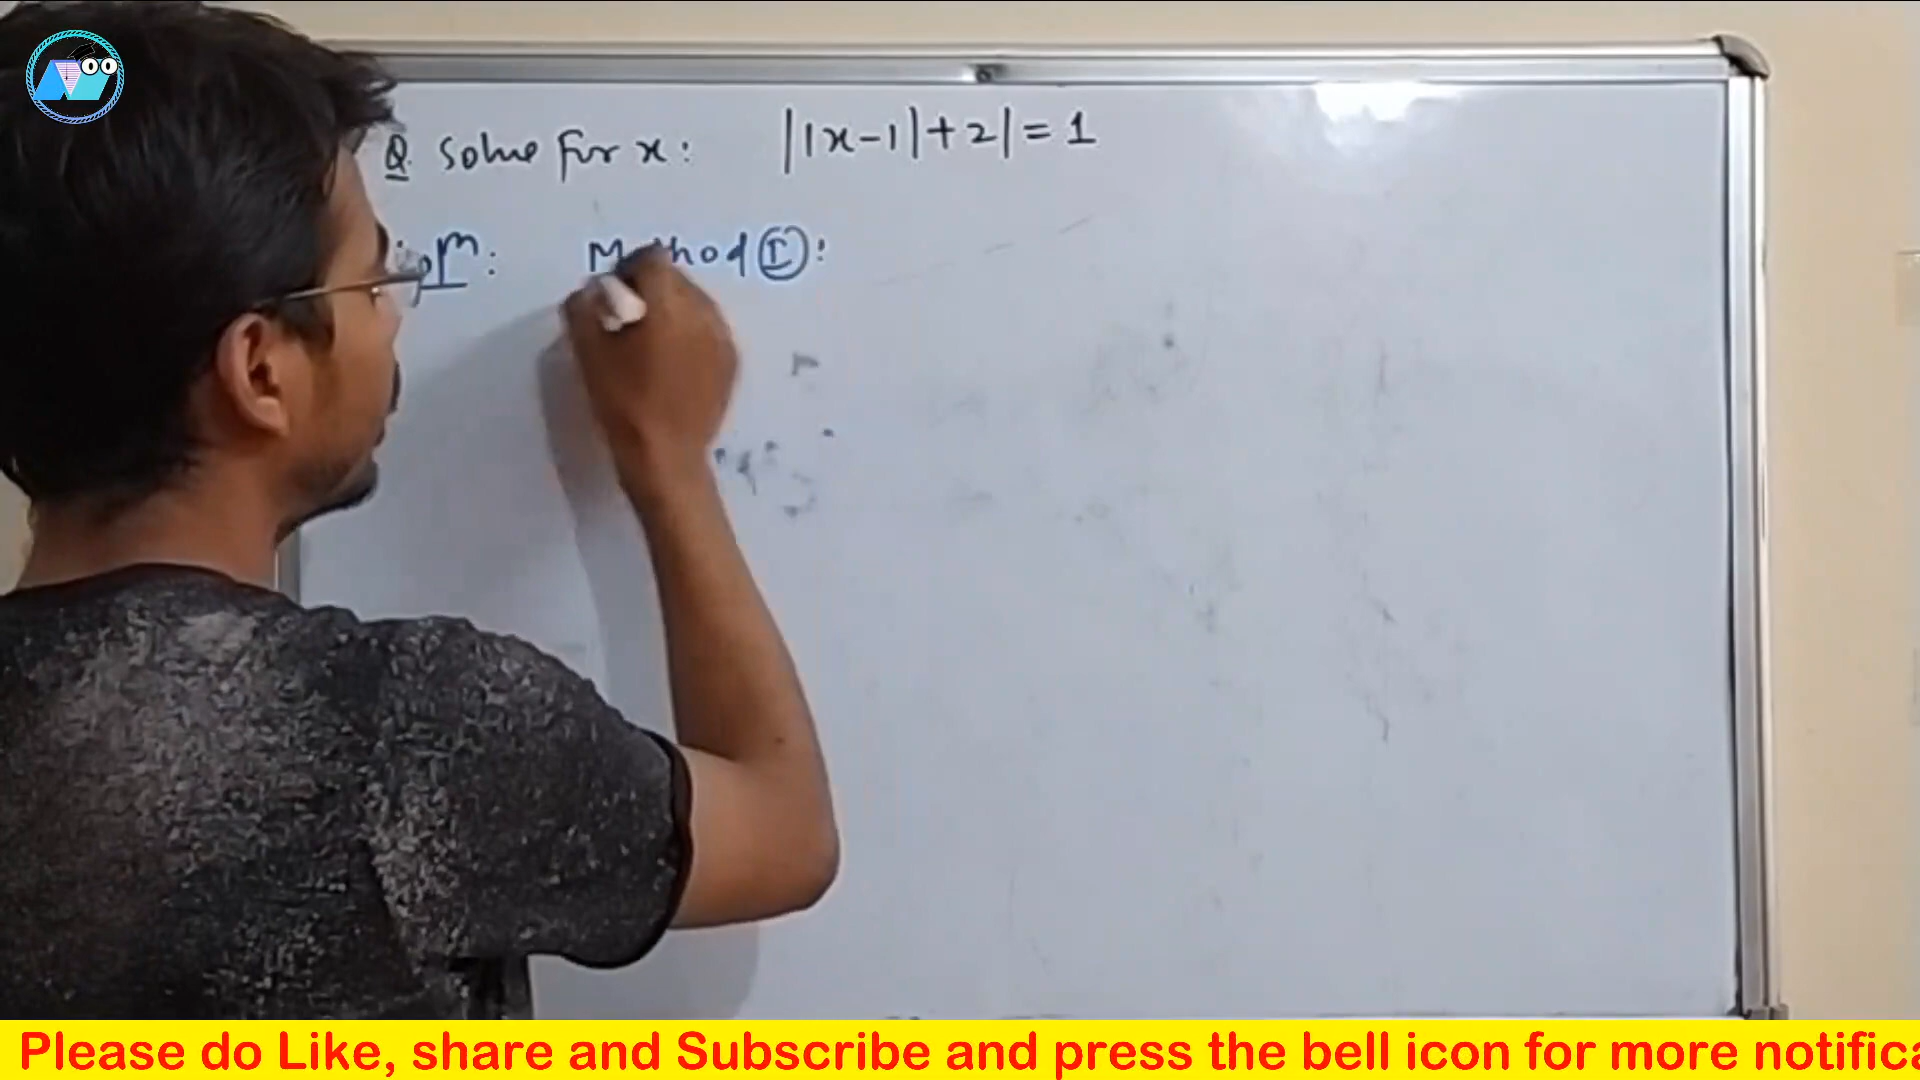 Q. Solve for x: ||x-1|+2|=1
Method I:
Please do Like, share and Subscribe and press the bell icon for more notifica